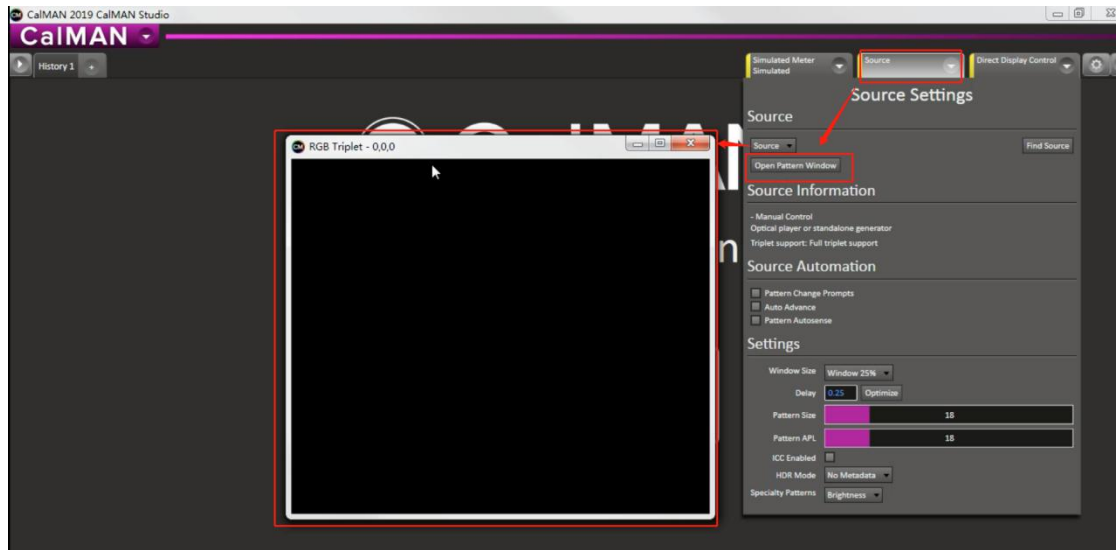 CalMAN 2019 CalMAN Studio
CalMAN
History 1 +
Simulated Meter
Simulated
Source
Direct Display Control
Source Settings
Source
Source
Find Source
Open Pattern Window
RGB Triplet - 0,0,0
Source Information
- Manual Control
Optical player or standalone generator
Triplet support: Full triplet support
Source Automation
Pattern Change Prompts
Auto Advance
Pattern Autosense
Settings
Window Size Window 25%
Delay 0.25 Optimize
Pattern Size 18
Pattern APL 18
ICC Enabled
HDR Mode No Metadata
Specialty Patterns Brightness